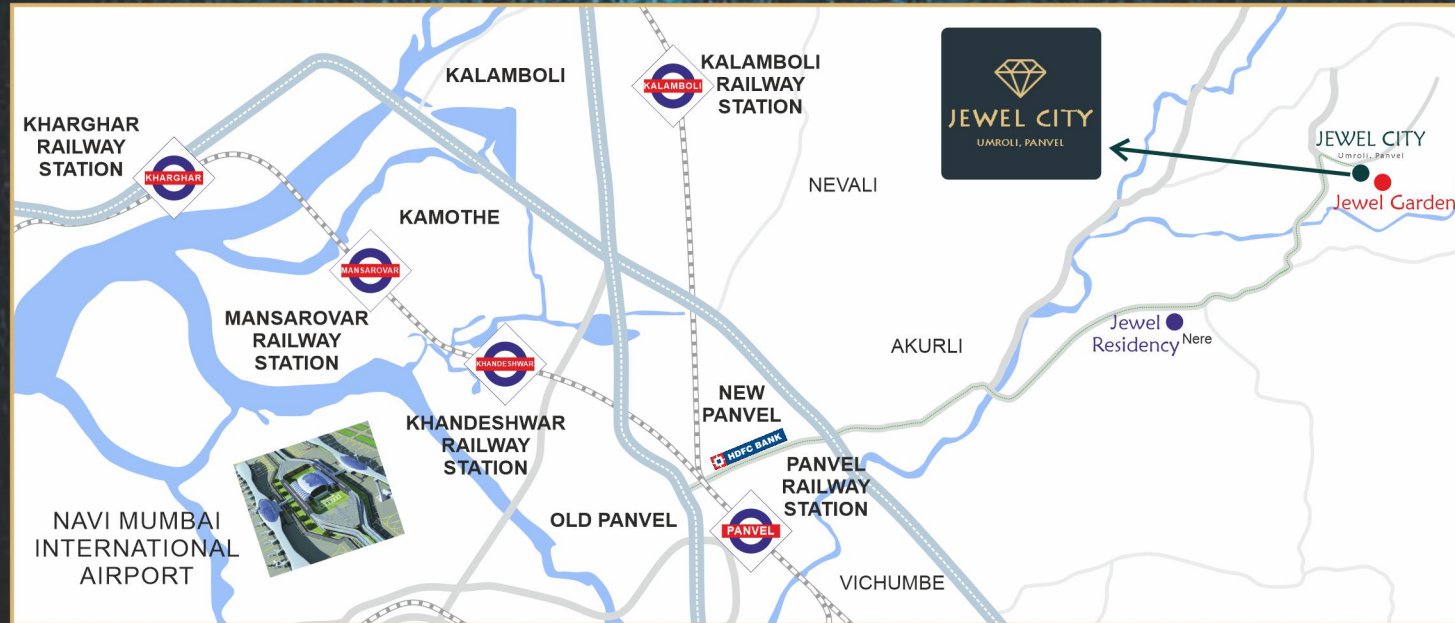 KHARGHAR
RAILWAY
STATION
KHARGHAR
KALAMBOLI
KALAMBOLI
KALAMBOLI
RAILWAY
STATION
JEWEL CITY
UMROLI, PANVEL
JEWEL CITY
Umroli, Panvel
Jewel Garden
NEVALI
KAMOTHE
MANSAROVAR
MANSAROVAR
RAILWAY
STATION
KHANDESHWAR
KHANDESHWAR
RAILWAY
STATION
AKURLI
Jewel
Residency
Nere
NEW
PANVEL
HDFC BANK
PANVEL
RAILWAY
STATION
PANVEL
OLD PANVEL
NAVI MUMBAI
INTERNATIONAL
AIRPORT
VICHUMBE